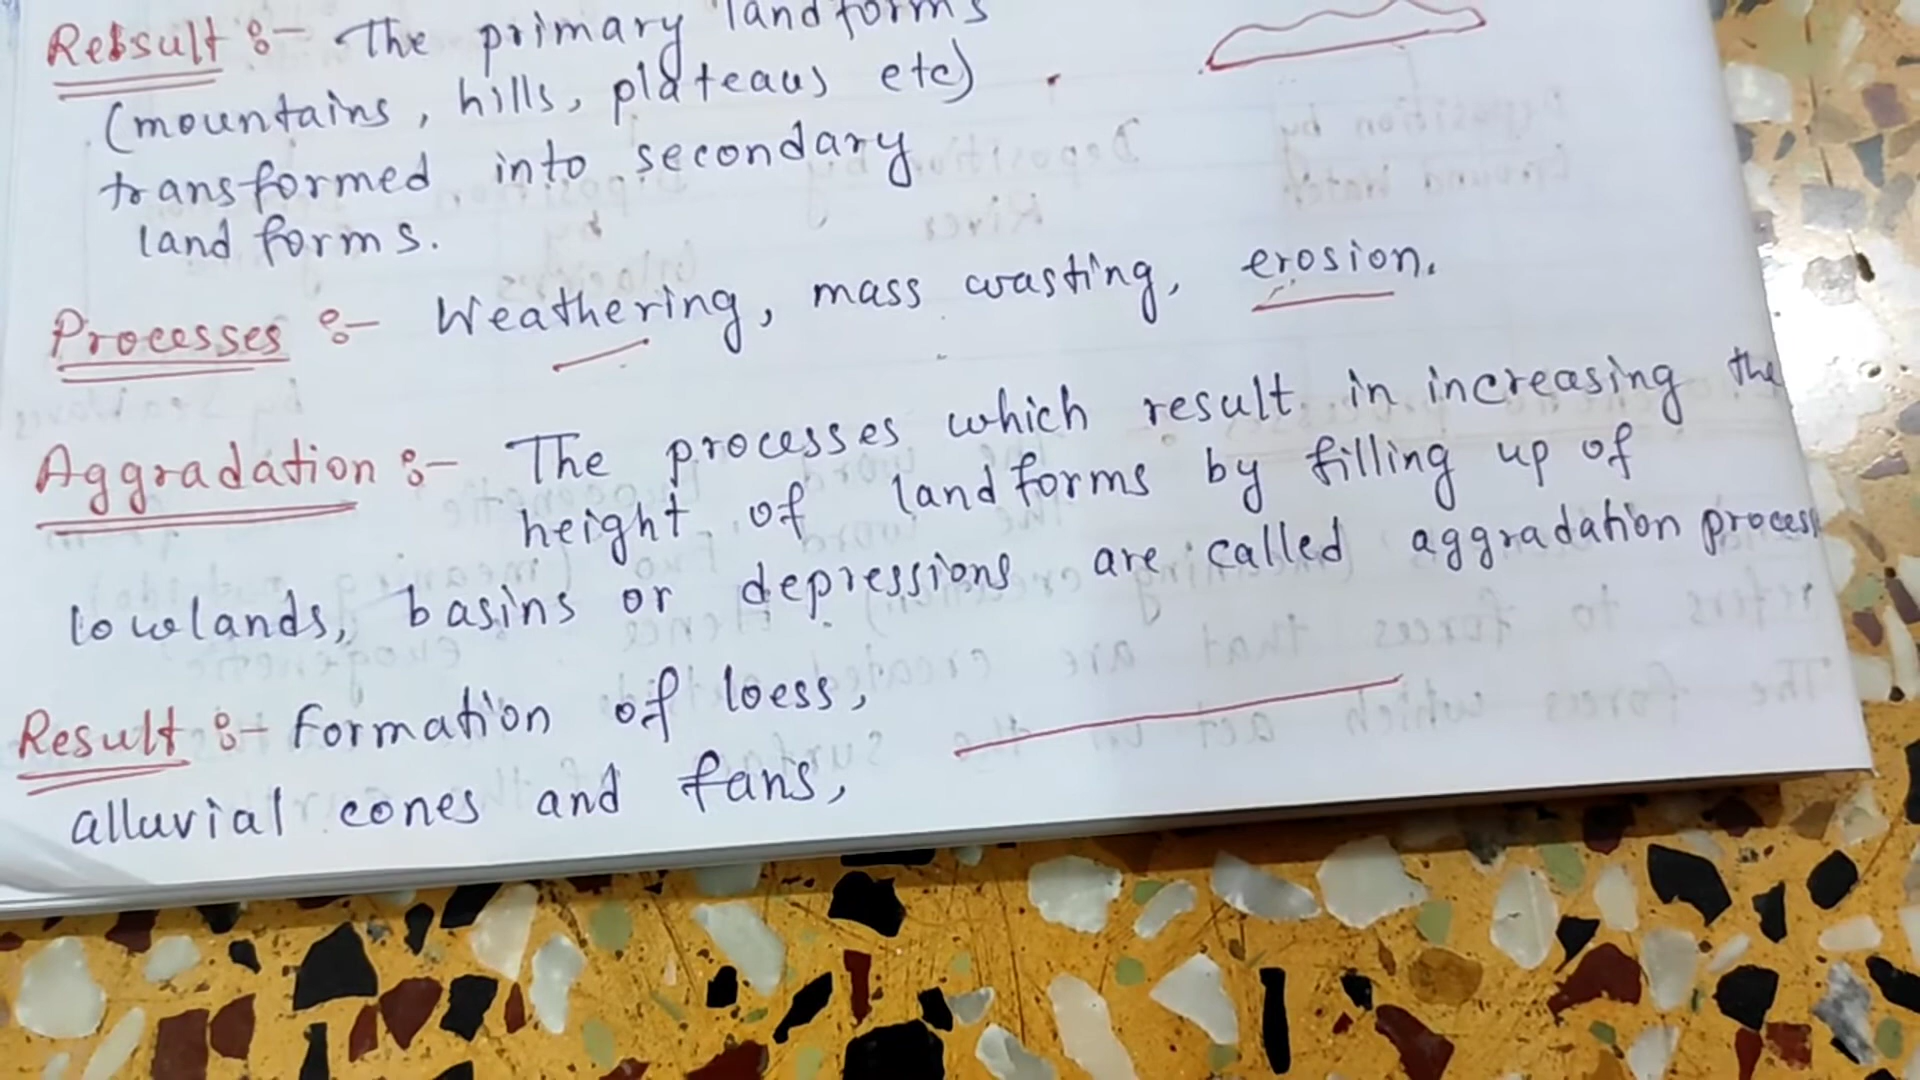 Result :- The primary landforms
(mountains, hills, plateaus etc)
transformed into secondary
land forms.
Processes :- Weathering, mass wasting, erosion.
Aggradation :- The processes which result in increasing the
height of landforms by filling up of
lowlands, basins or depressions are called aggradation process
Result :- Formation of loess,
alluvial cones and fans,